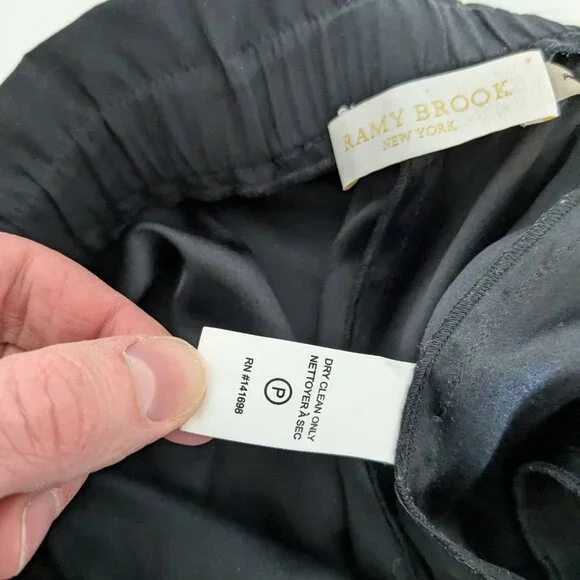 RAMY BROOK
NEW YORK
DRY CLEAN ONLY
NETTOYER À SEC
P
RN #141698